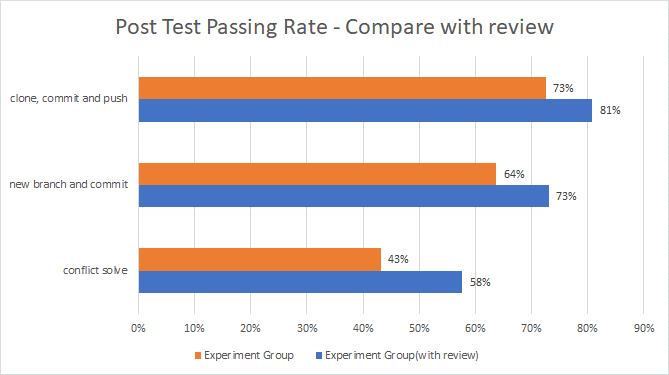 Post Test Passing Rate - Compare with review
clone, commit and push
73%
81%
new branch and commit
64%
73%
conflict solve
43%
58%
0% 10% 20% 30% 40% 50% 60% 70% 80% 90%
Experiment Group Experiment Group(with review)